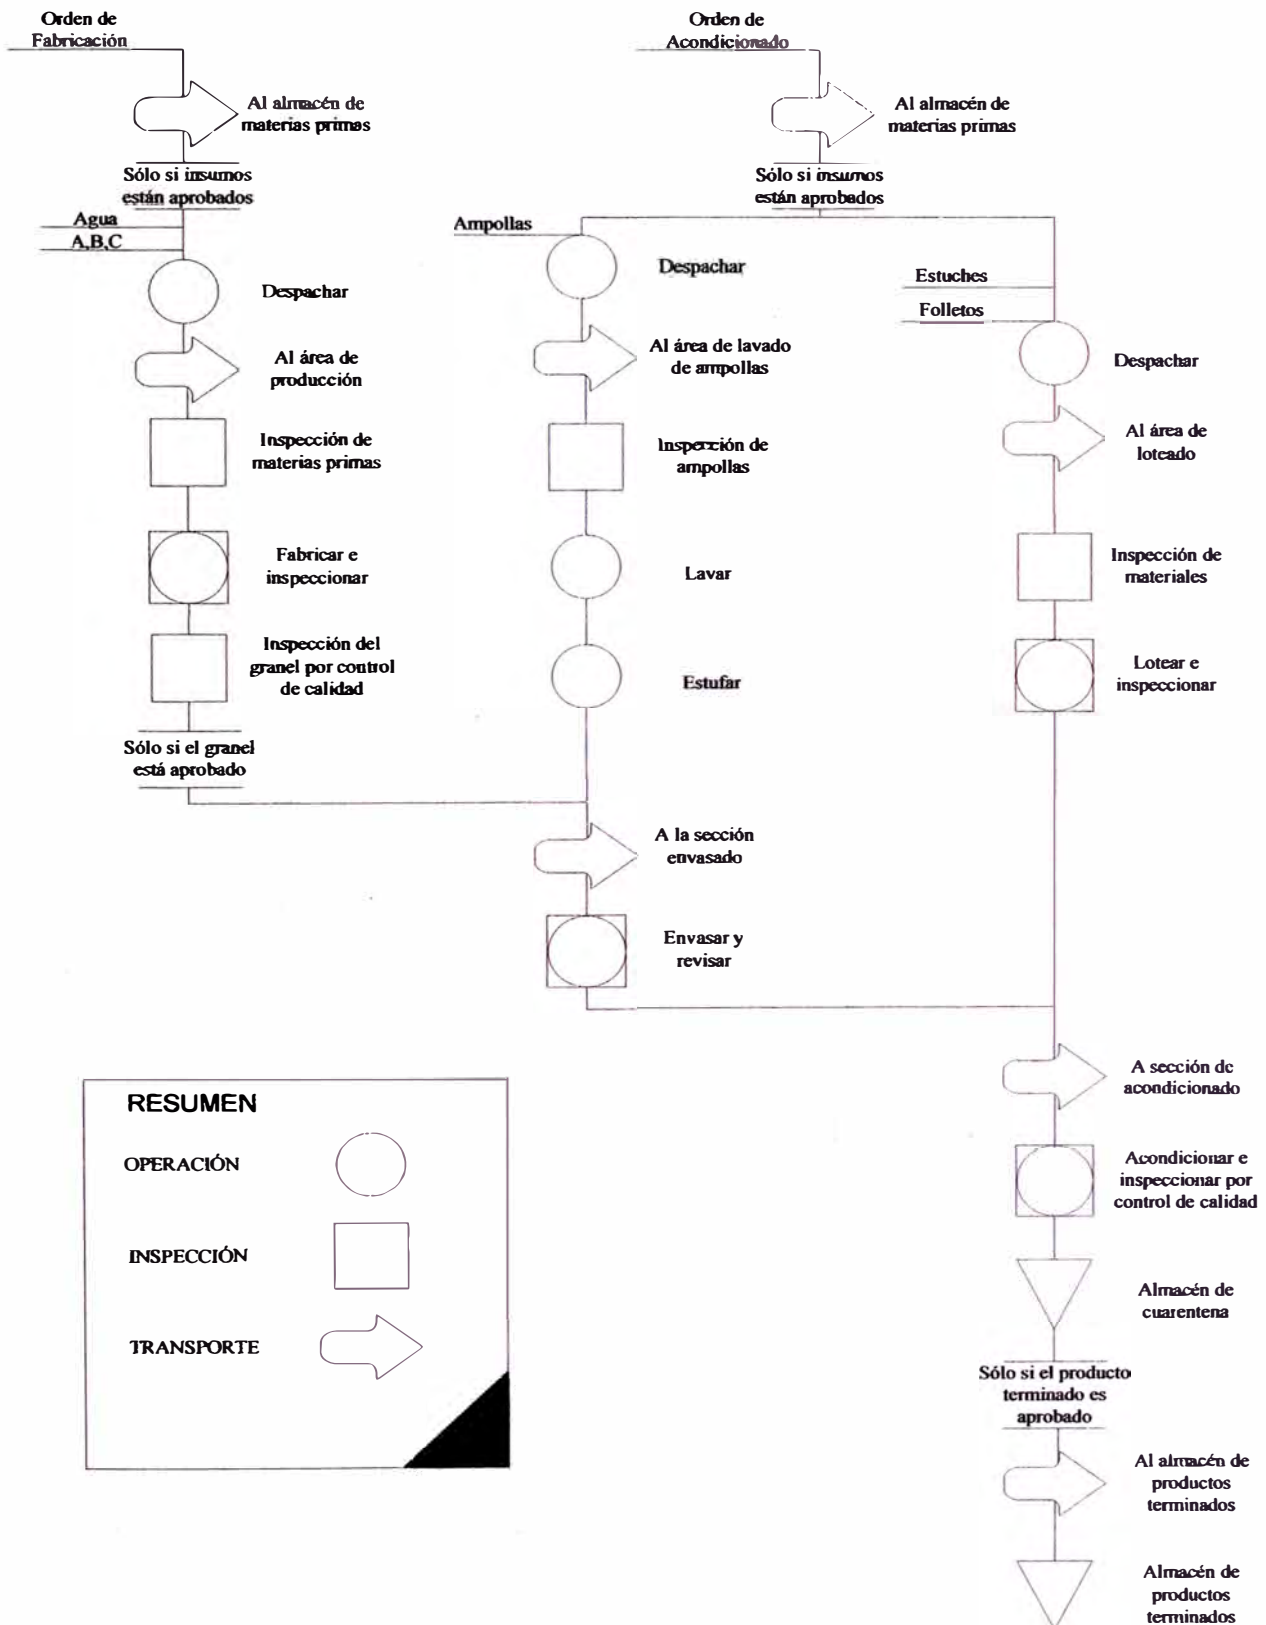 Orden de
Fabricación
Al almacén de
materias primas
Sólo si insumos
están aprobados
Agua
A,B,C
Despachar
Al área de
producción
Inspección de
materias primas
Fabricar e
inspeccionar
Inspección del
granel por control
de calidad
Sólo si el granel
está aprobado
Orden de
Acondicionado
Al almacén de
materias primas
Sólo si insumos
están aprobados
Ampollas
Despachar
Al área de lavado
de ampollas
Inspección de
ampollas
Lavar
Estufar
A la sección
envasado
Envasar y
revisar
Estuches
Folletos
Despachar
Al área de
loteado
Inspección de
materiales
Lotear e
inspeccionar
A sección de
acondicionado
Acondicionar e
inspeccionar por
control de calidad
Almacén de
cuarentena
Sólo si el producto
terminado es
aprobado
Al almacén de
productos
terminados
Almacén de
productos
terminados
RESUMEN
OPERACIÓN
INSPECCIÓN
TRANSPORTE